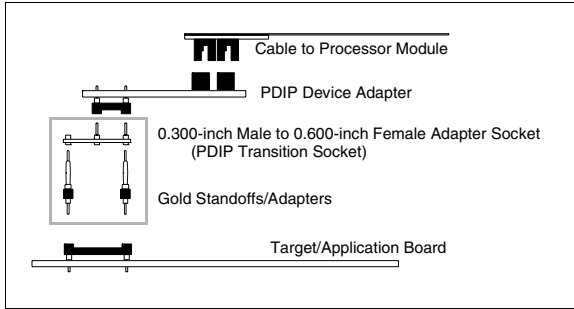 Cable to Processor Module
PDIP Device Adapter
0.300-inch Male to 0.600-inch Female Adapter Socket
(PDIP Transition Socket)
Gold Standoffs/Adapters
Target/Application Board